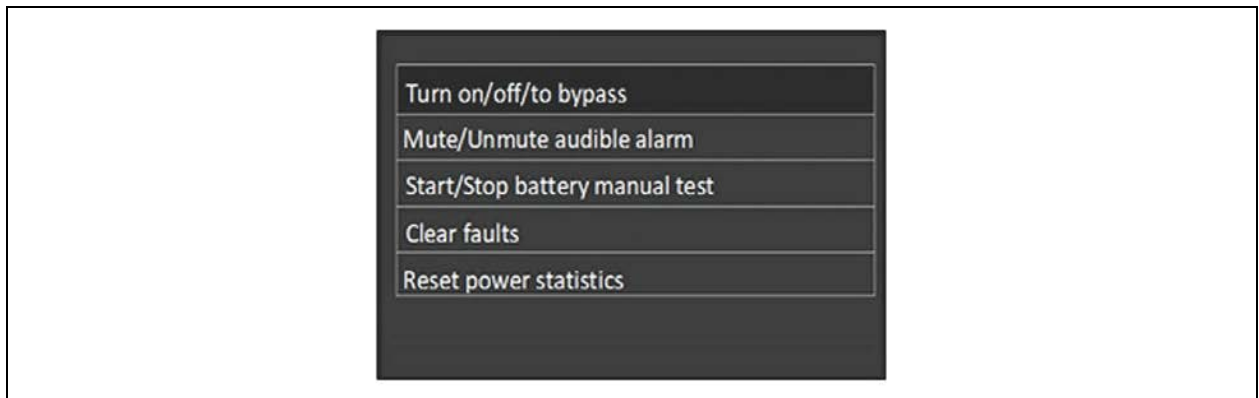 Turn on/off/to bypass
Mute/Unmute audible alarm
Start/Stop battery manual test
Clear faults
Reset power statistics